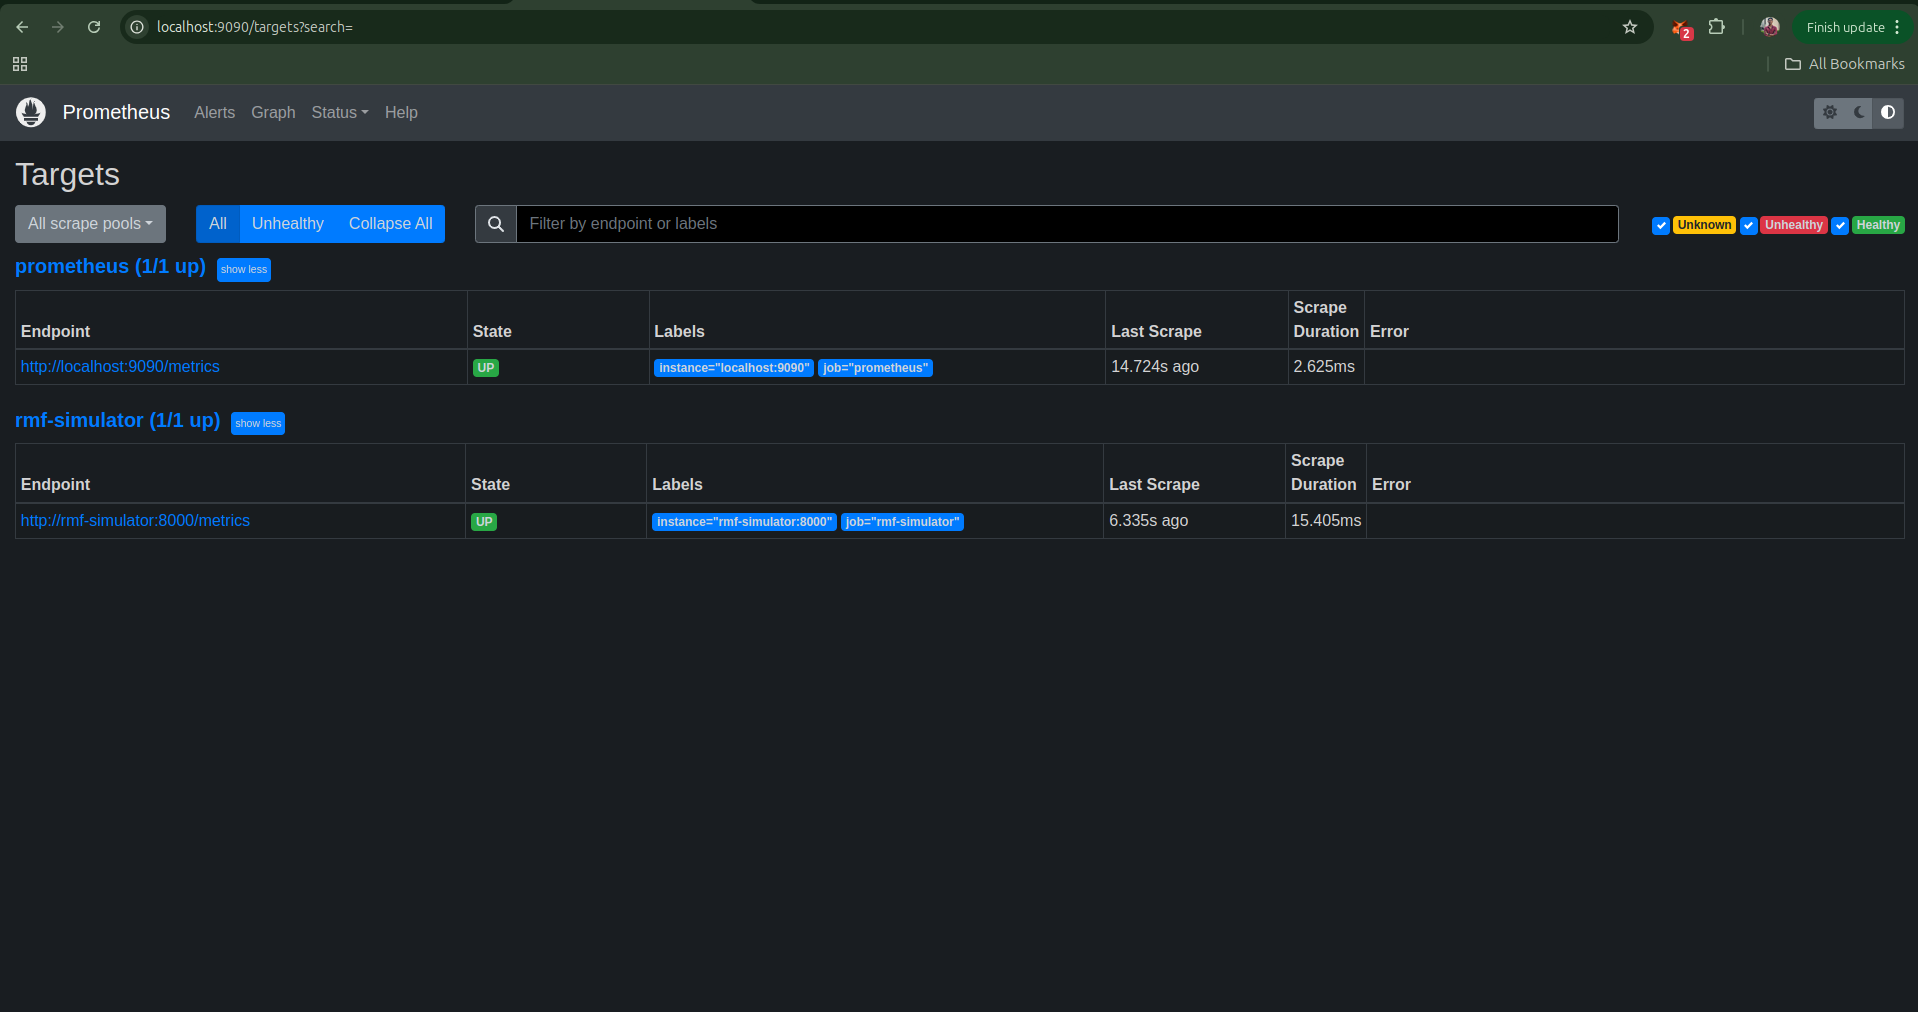 localhost:9090/targets?search=
2
Finish update
All Bookmarks
Prometheus Alerts Graph Status Help
Targets
All scrape pools All Unhealthy Collapse All Filter by endpoint or labels Unknown Unhealthy Healthy
prometheus (1/1 up) show less
Endpoint State Labels Last Scrape Scrape Duration Error
http://localhost:9090/metrics UP instance="localhost:9090" job="prometheus" 14.724s ago 2.625ms
rmf-simulator (1/1 up) show less
Endpoint State Labels Last Scrape Scrape Duration Error
http://rmf-simulator:8000/metrics UP instance="rmf-simulator:8000" job="rmf-simulator" 6.335s ago 15.405ms